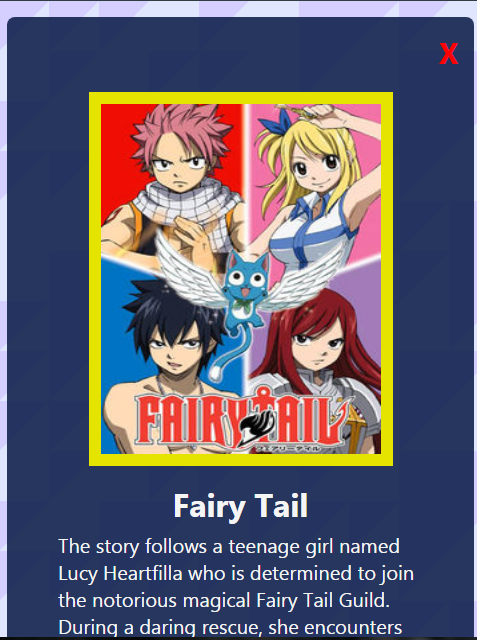 X
FAIRY TAIL
フェアリーテイル
Fairy Tail
The story follows a teenage girl named
Lucy Heartfilla who is determined to join
the notorious magical Fairy Tail Guild.
During a daring rescue, she encounters